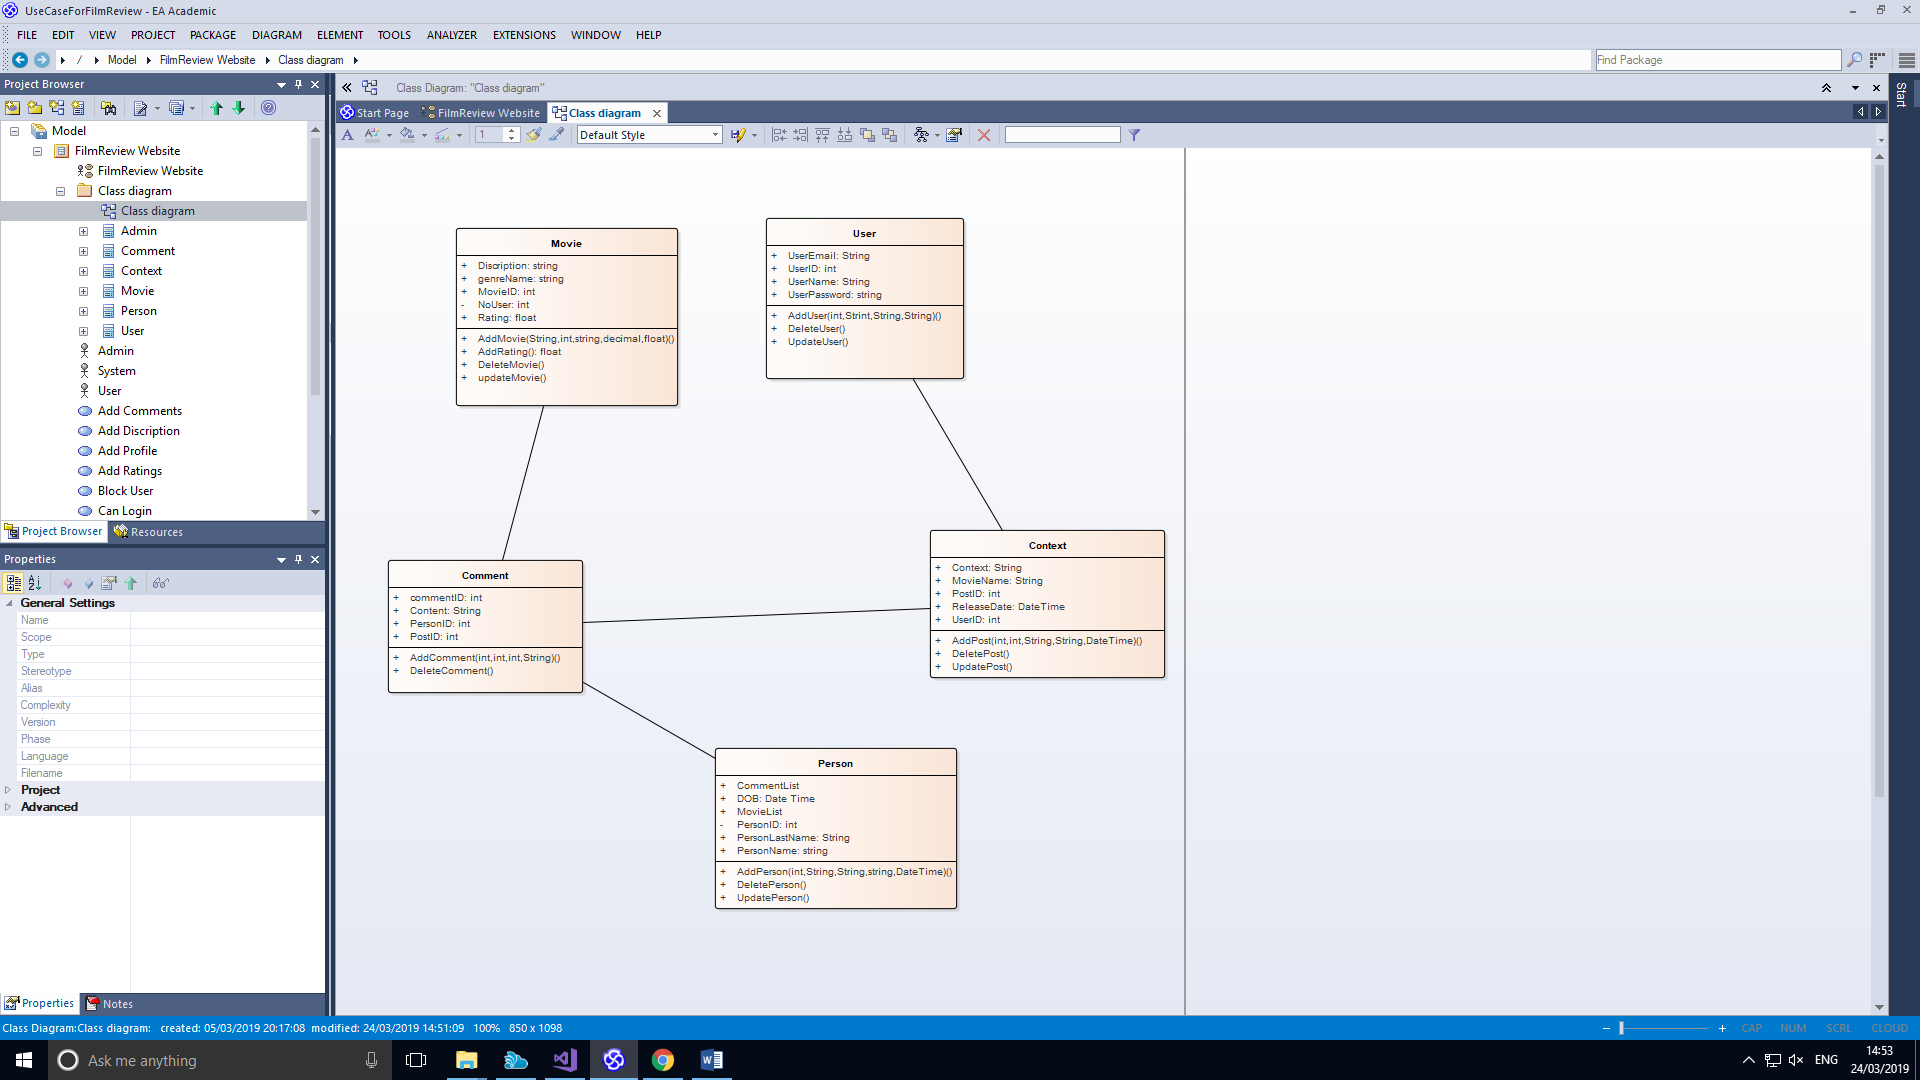 UseCaseForFilmReview - EA Academic
FILE EDIT VIEW PROJECT PACKAGE DIAGRAM ELEMENT TOOLS ANALYZER EXTENSIONS WINDOW HELP
/ Model FilmReview Website Class diagram
Find Package
Project Browser
Model
FilmReview Website
FilmReview Website
Class diagram
Class diagram
Admin
Comment
Context
Movie
Person
User
Admin
System
User
Add Comments
Add Discription
Add Profile
Add Ratings
Block User
Can Login
Project Browser Resources
Properties
General Settings
Name
Scope
Type
Stereotype
Alias
Complexity
Version
Phase
Language
Filename
Project
Advanced
Properties Notes
Class Diagram: "Class diagram"
Start Page FilmReview Website Class diagram
1 Default Style
Start
Movie
+ Discription: string
+ genreName: string
+ MovieID: int
- NoUser: int
+ Rating: float
+ AddMovie(String,int,string,decimal,float)()
+ AddRating(): float
+ DeleteMovie()
+ updateMovie()
User
+ UserEmail: String
+ UserID: int
+ UserName: String
+ UserPassword: string
+ AddUser(int,Strint,String,String)()
+ DeleteUser()
+ UpdateUser()
Comment
+ commentID: int
+ Content: String
+ PersonID: int
+ PostID: int
+ AddComment(int,int,int,String)()
+ DeleteComment()
Context
+ Context: String
+ MovieName: String
+ PostID: int
+ ReleaseDate: DateTime
+ UserID: int
+ AddPost(int,int,String,String,DateTime)()
+ DeletePost()
+ UpdatePost()
Person
+ CommentList
+ DOB: Date Time
+ MovieList
- PersonID: int
+ PersonLastName: String
+ PersonName: string
+ AddPerson(int,String,String,string,DateTime)()
+ DeletePerson()
+ UpdatePerson()
Class Diagram:Class diagram: created: 05/03/2019 20:17:08 modified: 24/03/2019 14:51:09 100% 850 x 1098
CAP NUM SCRL CLOUD
Ask me anything
ENG
14:53
24/03/2019